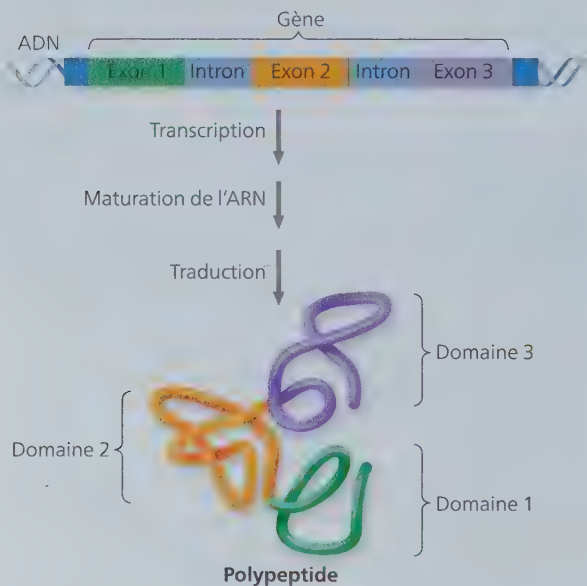 Gène
ADN
Exon 1 Intron Exon 2 Intron Exon 3
Transcription
Maturation de l'ARN
Traduction
Domaine 3
Domaine 2
Domaine 1
Polypeptide